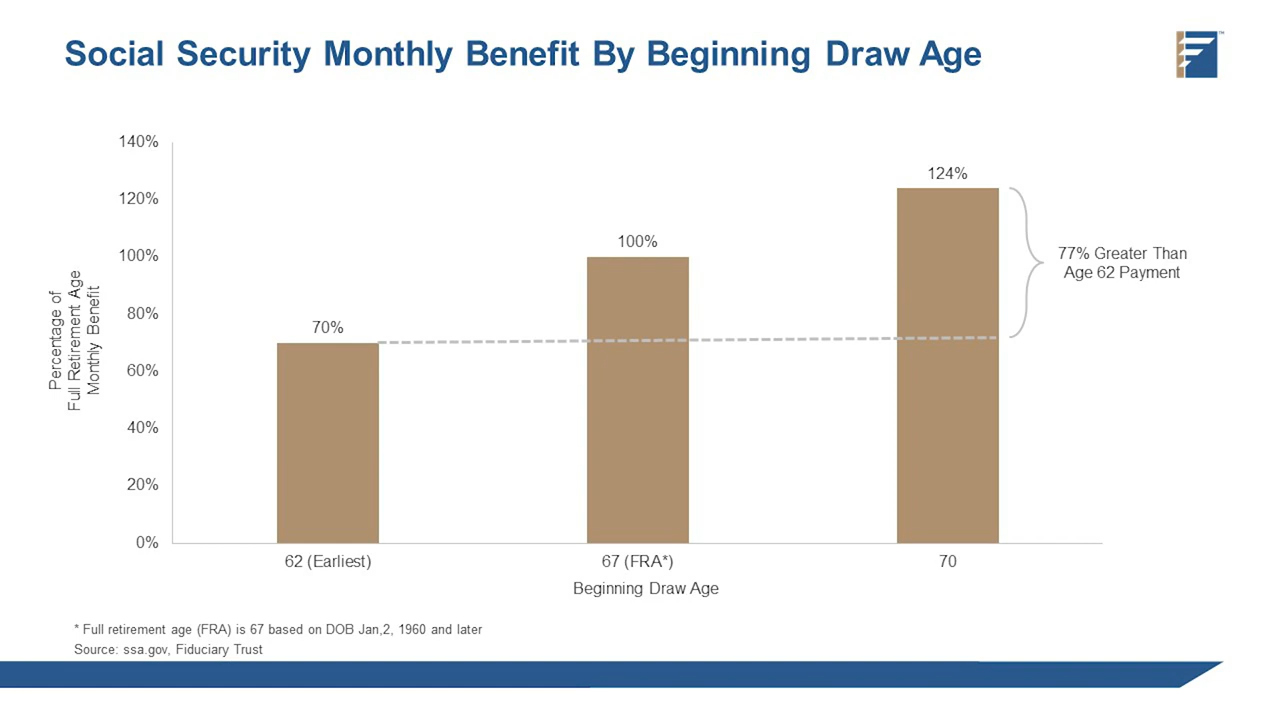 Social Security Monthly Benefit By Beginning Draw Age
™
Percentage of
Full Retirement Age
Monthly Benefit
140%
120%
100%
80%
60%
40%
20%
0%
70%
100%
124%
77% Greater Than
Age 62 Payment
62 (Earliest)
67 (FRA*)
70
Beginning Draw Age
* Full retirement age (FRA) is 67 based on DOB Jan,2, 1960 and later
Source: ssa.gov, Fiduciary Trust